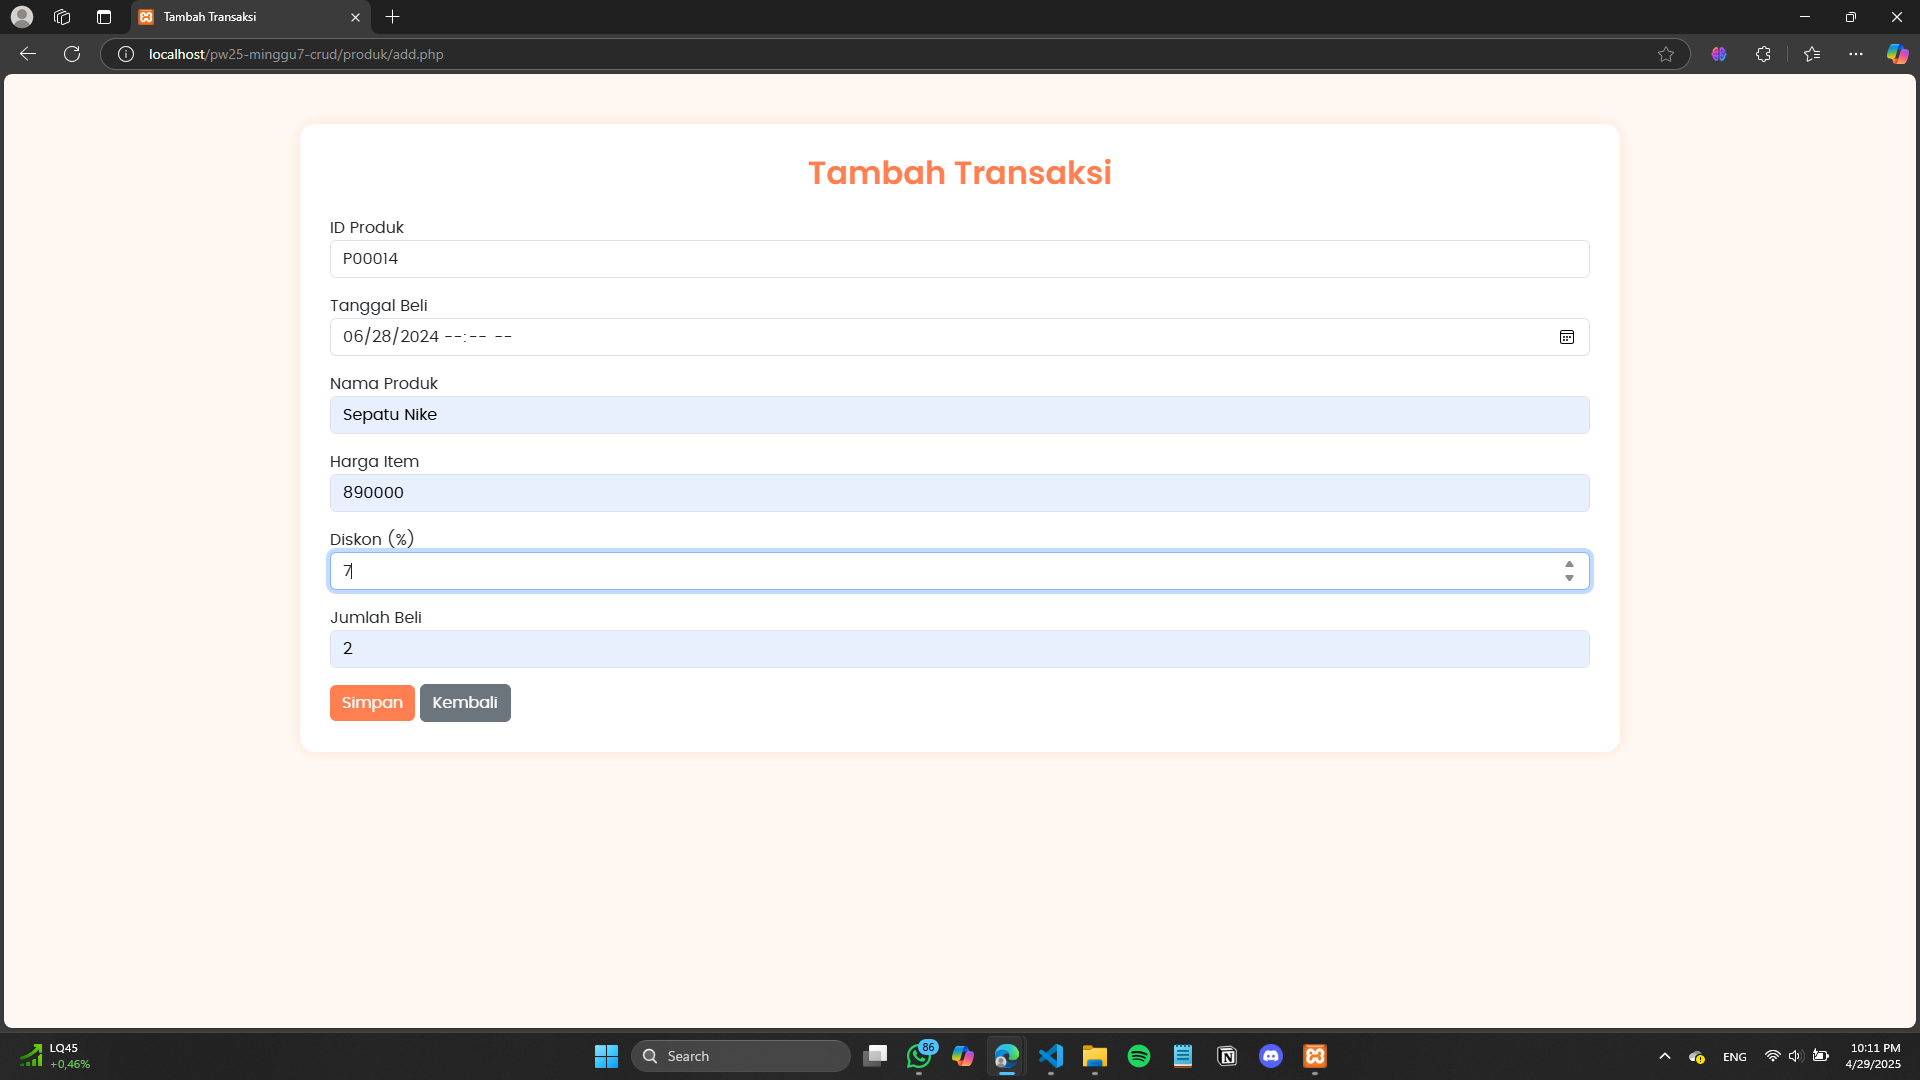 Tambah Transaksi
localhost/pw25-minggu7-crud/produk/add.php
Tambah Transaksi
ID Produk
P00014
Tanggal Beli
06/28/2024 --:-- --
Nama Produk
Sepatu Nike
Harga Item
890000
Diskon (%)
7
Jumlah Beli
2
Simpan Kembali
LQ45
+0,46%
Search
86
ENG
10:11 PM
4/29/2025